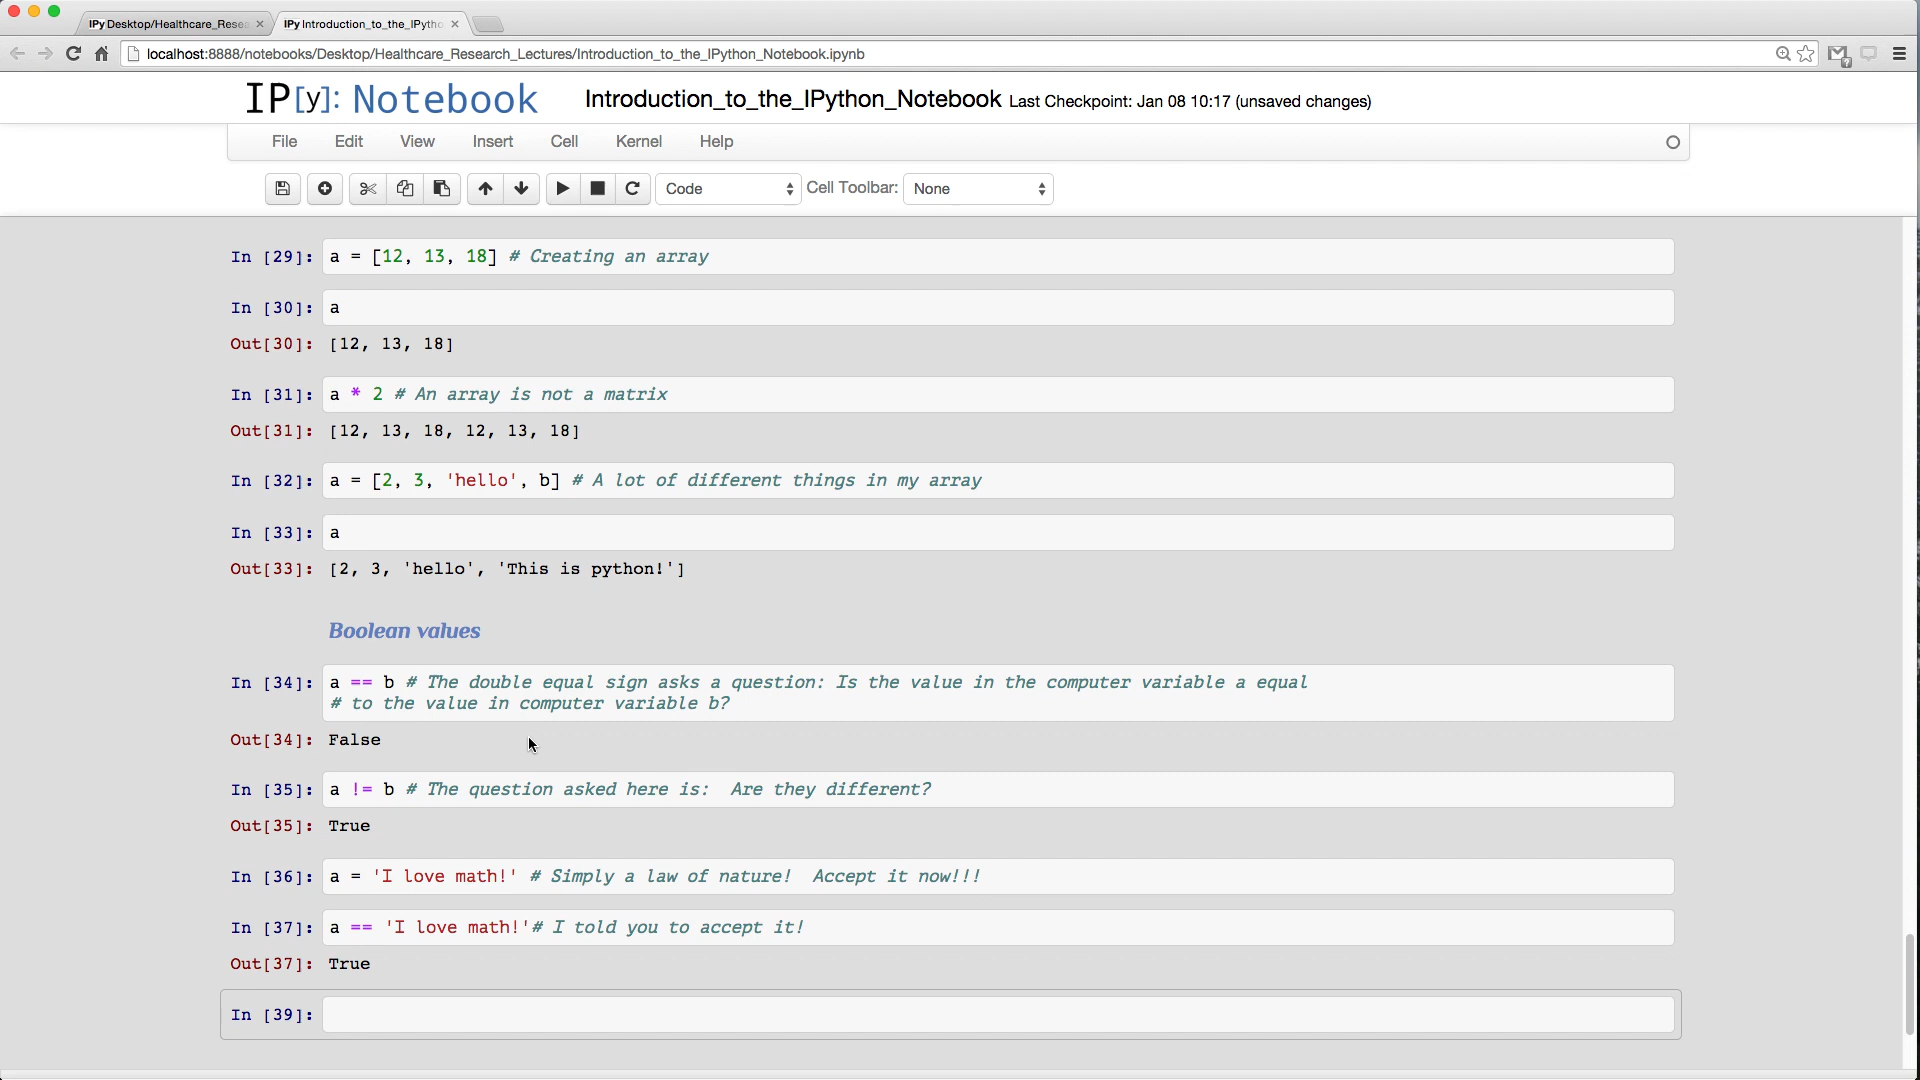 IPy Desktop/Healthcare_Resea
IPy Introduction_to_the_IPytho
localhost:8888/notebooks/Desktop/Healthcare_Research_Lectures/Introduction_to_the_IPython_Notebook.ipynb
IP[y]: Notebook Introduction_to_the_IPython_Notebook Last Checkpoint: Jan 08 10:17 (unsaved changes)
File Edit View Insert Cell Kernel Help
Code Cell Toolbar: None
In [29]: a = [12, 13, 18] # Creating an array
In [30]: a
Out[30]: [12, 13, 18]
In [31]: a * 2 # An array is not a matrix
Out[31]: [12, 13, 18, 12, 13, 18]
In [32]: a = [2, 3, 'hello', b] # A lot of different things in my array
In [33]: a
Out[33]: [2, 3, 'hello', 'This is python!']
Boolean values
In [34]: a == b # The double equal sign asks a question: Is the value in the computer variable a equal
# to the value in computer variable b?
Out[34]: False
In [35]: a != b # The question asked here is:  Are they different?
Out[35]: True
In [36]: a = 'I love math!' # Simply a law of nature!  Accept it now!!!
In [37]: a == 'I love math!'# I told you to accept it!
Out[37]: True
In [39]: